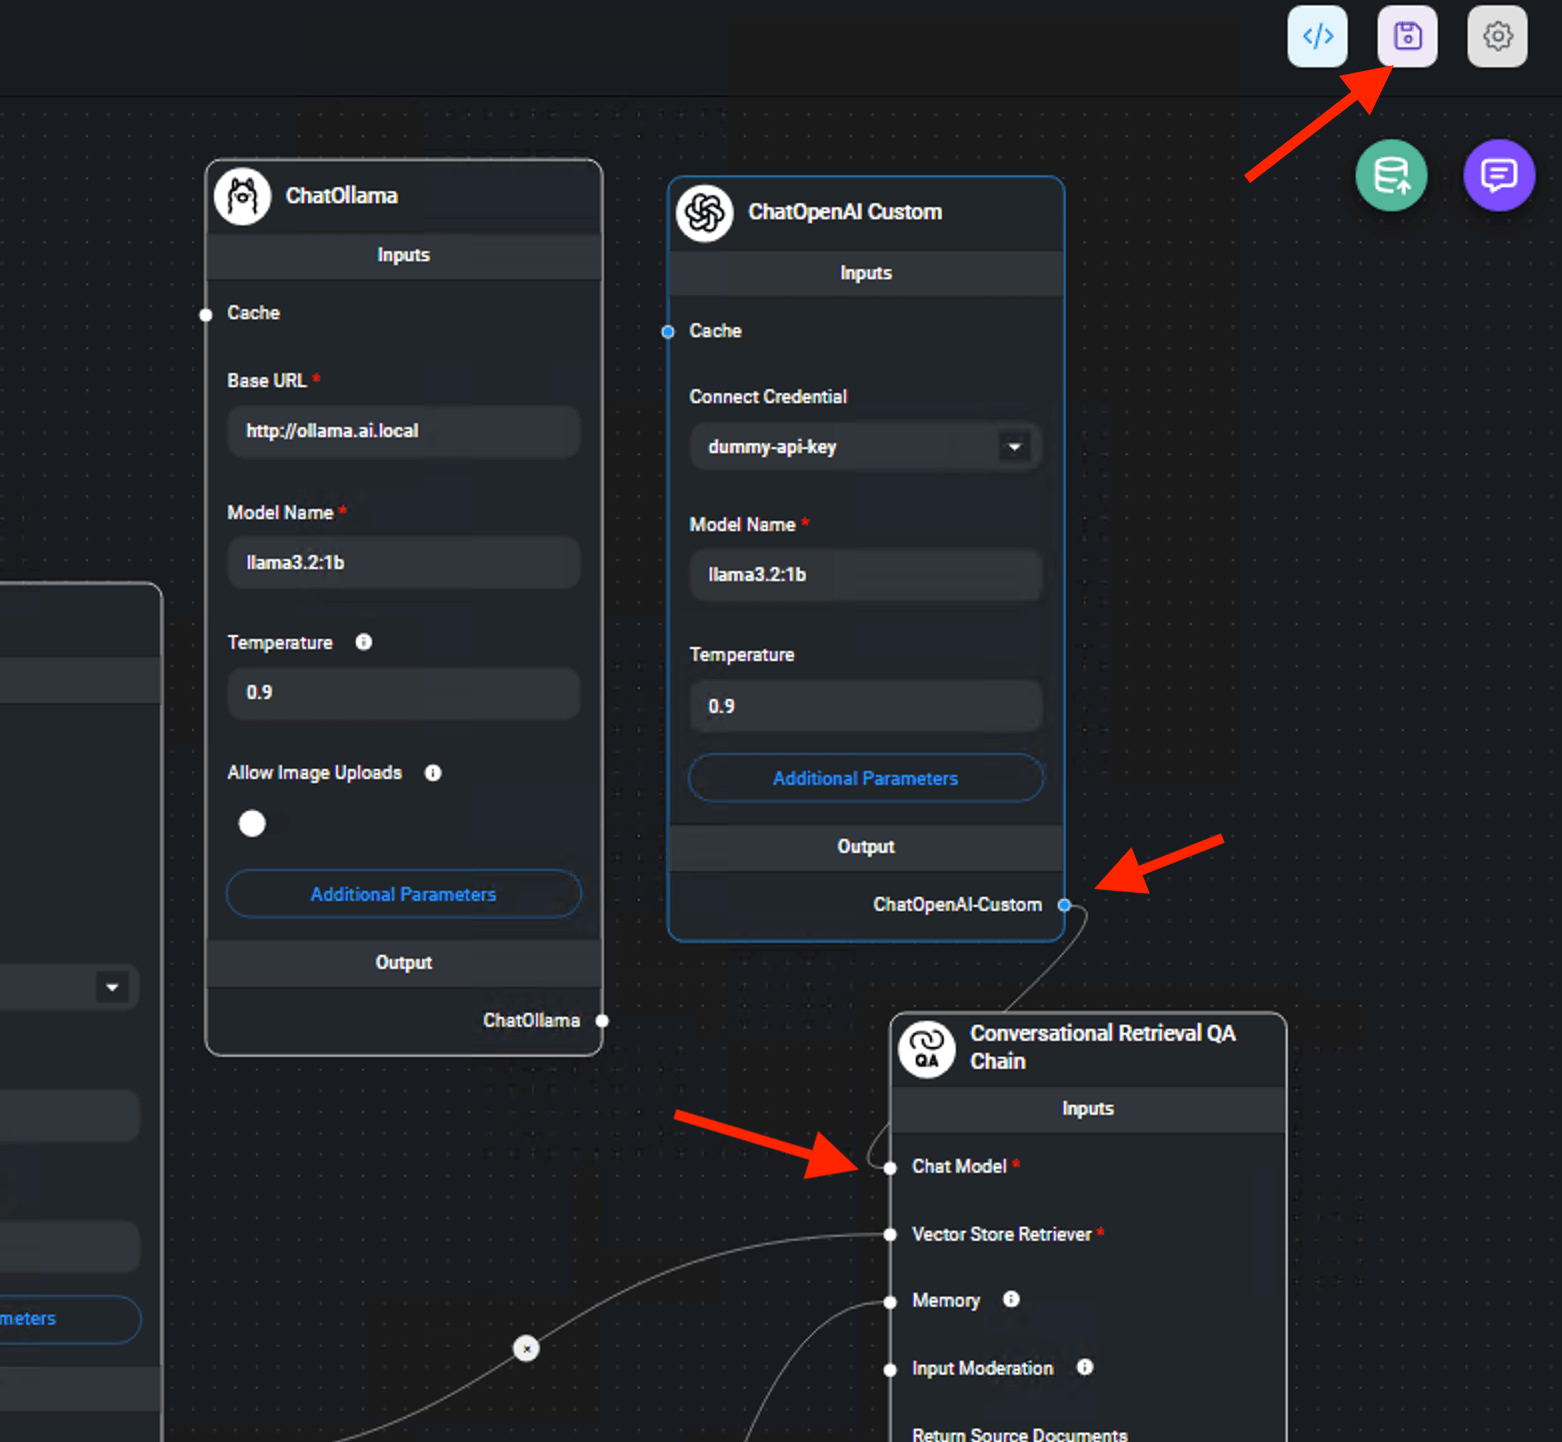 </>
ChatOllama
Inputs
Cache
Base URL *
http://ollama.ai.local
Model Name *
llama3.2:1b
Temperature
0.9
Allow Image Uploads
Additional Parameters
Output
ChatOllama
ChatOpenAI Custom
Inputs
Cache
Connect Credential
dummy-api-key
Model Name *
llama3.2:1b
Temperature
0.9
Additional Parameters
Output
ChatOpenAI-Custom
meters
QA
Conversational Retrieval QA
Chain
Inputs
Chat Model *
Vector Store Retriever *
Memory
Input Moderation
Return Source Documents